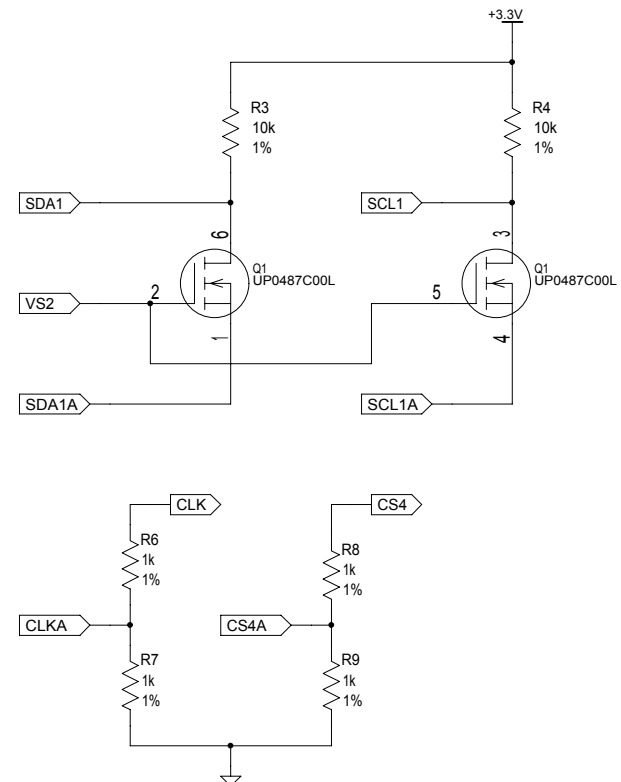 +3.3V
R3
10k
1%
R4
10k
1%
SDA1
SCL1
6
3
Q1
UP0487C00L
Q1
UP0487C00L
VS2
2
5
1
4
SDA1A
SCL1A
CLK
CS4
R6
1k
1%
R8
1k
1%
CLKA
CS4A
R7
1k
1%
R9
1k
1%